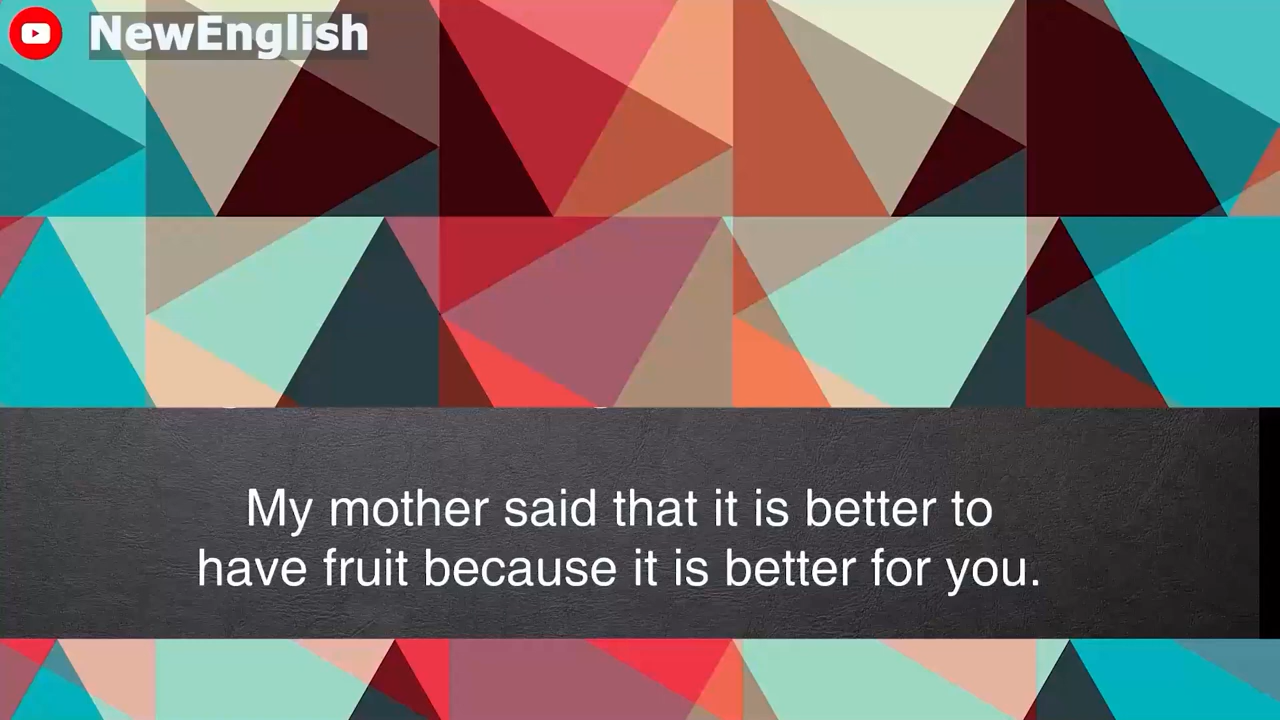 NewEnglish
My mother said that it is better to
have fruit because it is better for you.